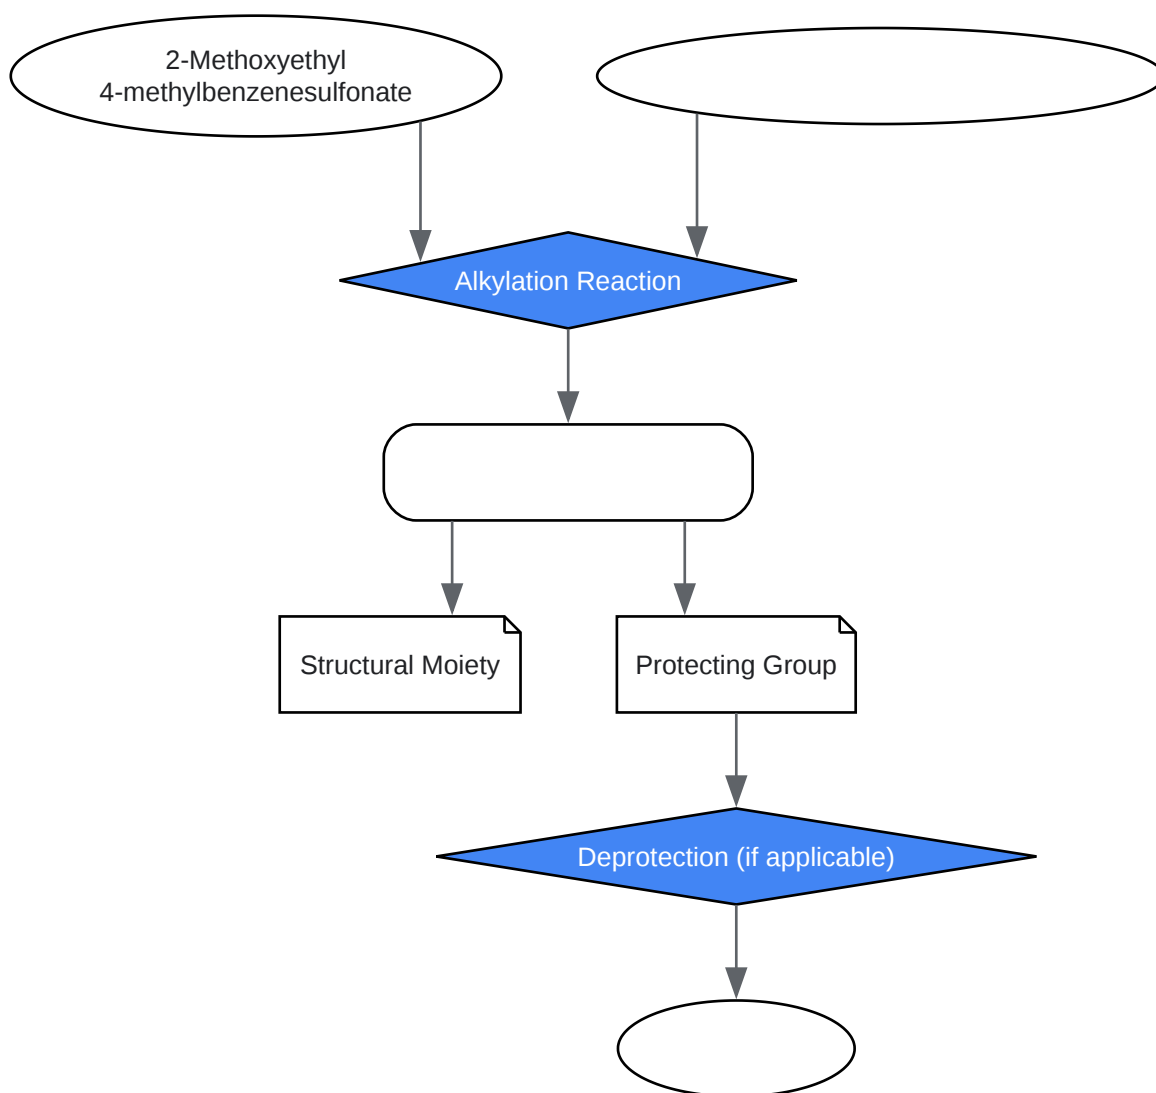 2-Methoxyethyl
4-methylbenzenesulfonate
Alkylation Reaction
Structural Moiety
Protecting Group
Deprotection (if applicable)